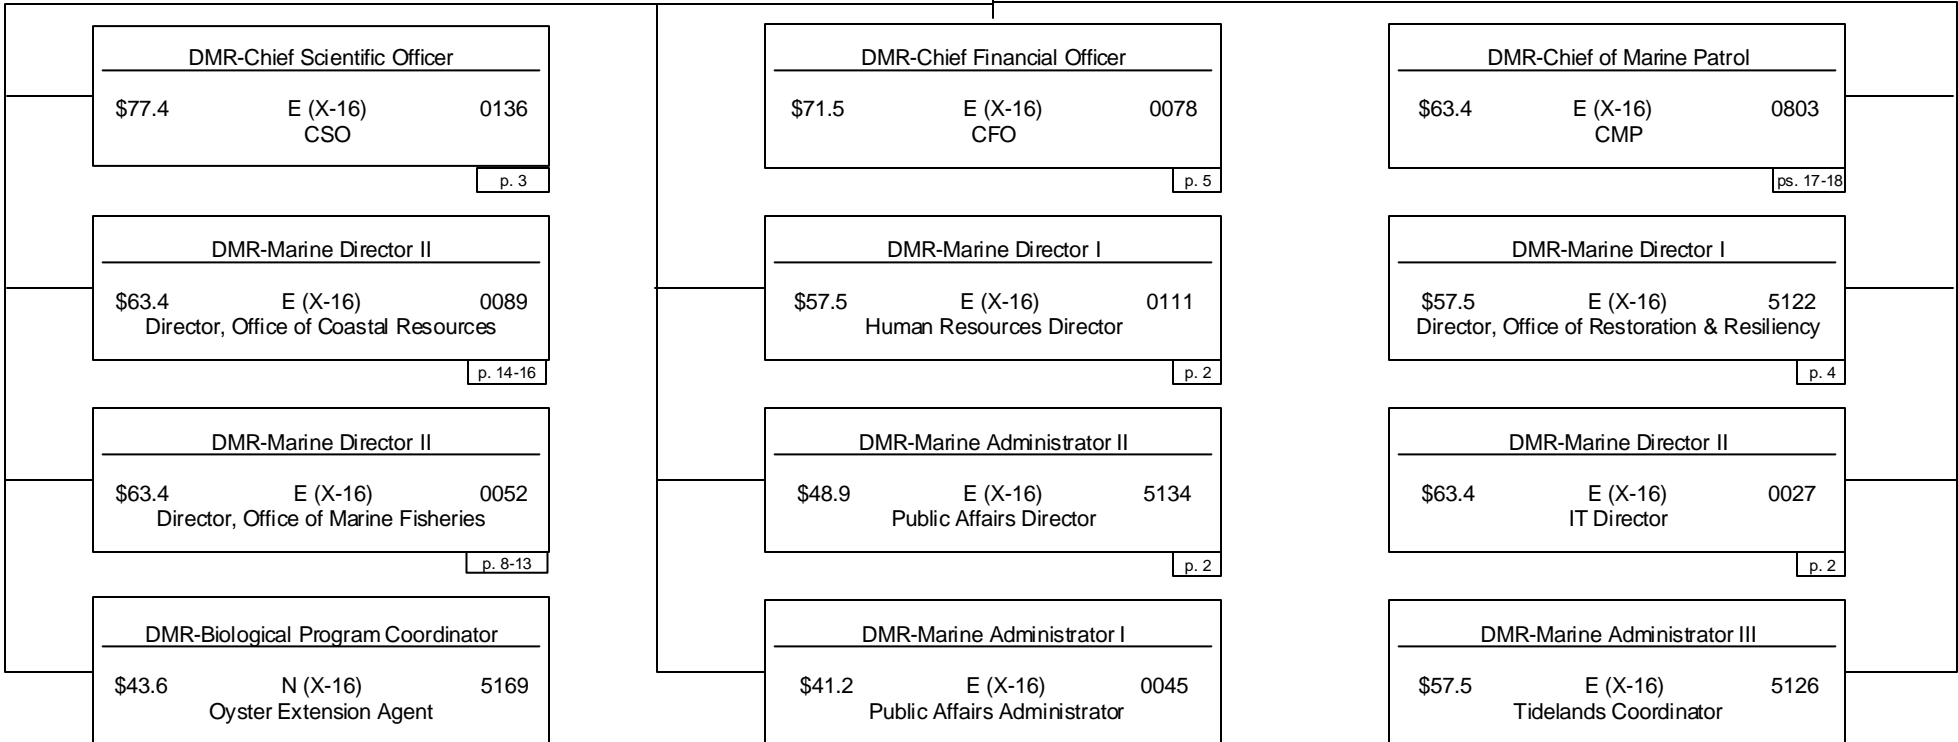 DMR-Chief Scientific Officer
$77.4 E (X-16) 0136
CSO
p. 3
DMR-Chief Financial Officer
$71.5 E (X-16) 0078
CFO
p. 5
DMR-Chief of Marine Patrol
$63.4 E (X-16) 0803
CMP
ps. 17-18
DMR-Marine Director II
$63.4 E (X-16) 0089
Director, Office of Coastal Resources
p. 14-16
DMR-Marine Director I
$57.5 E (X-16) 0111
Human Resources Director
p. 2
DMR-Marine Director I
$57.5 E (X-16) 5122
Director, Office of Restoration & Resiliency
p. 4
DMR-Marine Director II
$63.4 E (X-16) 0052
Director, Office of Marine Fisheries
p. 8-13
DMR-Marine Administrator II
$48.9 E (X-16) 5134
Public Affairs Director
p. 2
DMR-Marine Director II
$63.4 E (X-16) 0027
IT Director
p. 2
DMR-Biological Program Coordinator
$43.6 N (X-16) 5169
Oyster Extension Agent
DMR-Marine Administrator I
$41.2 E (X-16) 0045
Public Affairs Administrator
DMR-Marine Administrator III
$57.5 E (X-16) 5126
Tidelands Coordinator